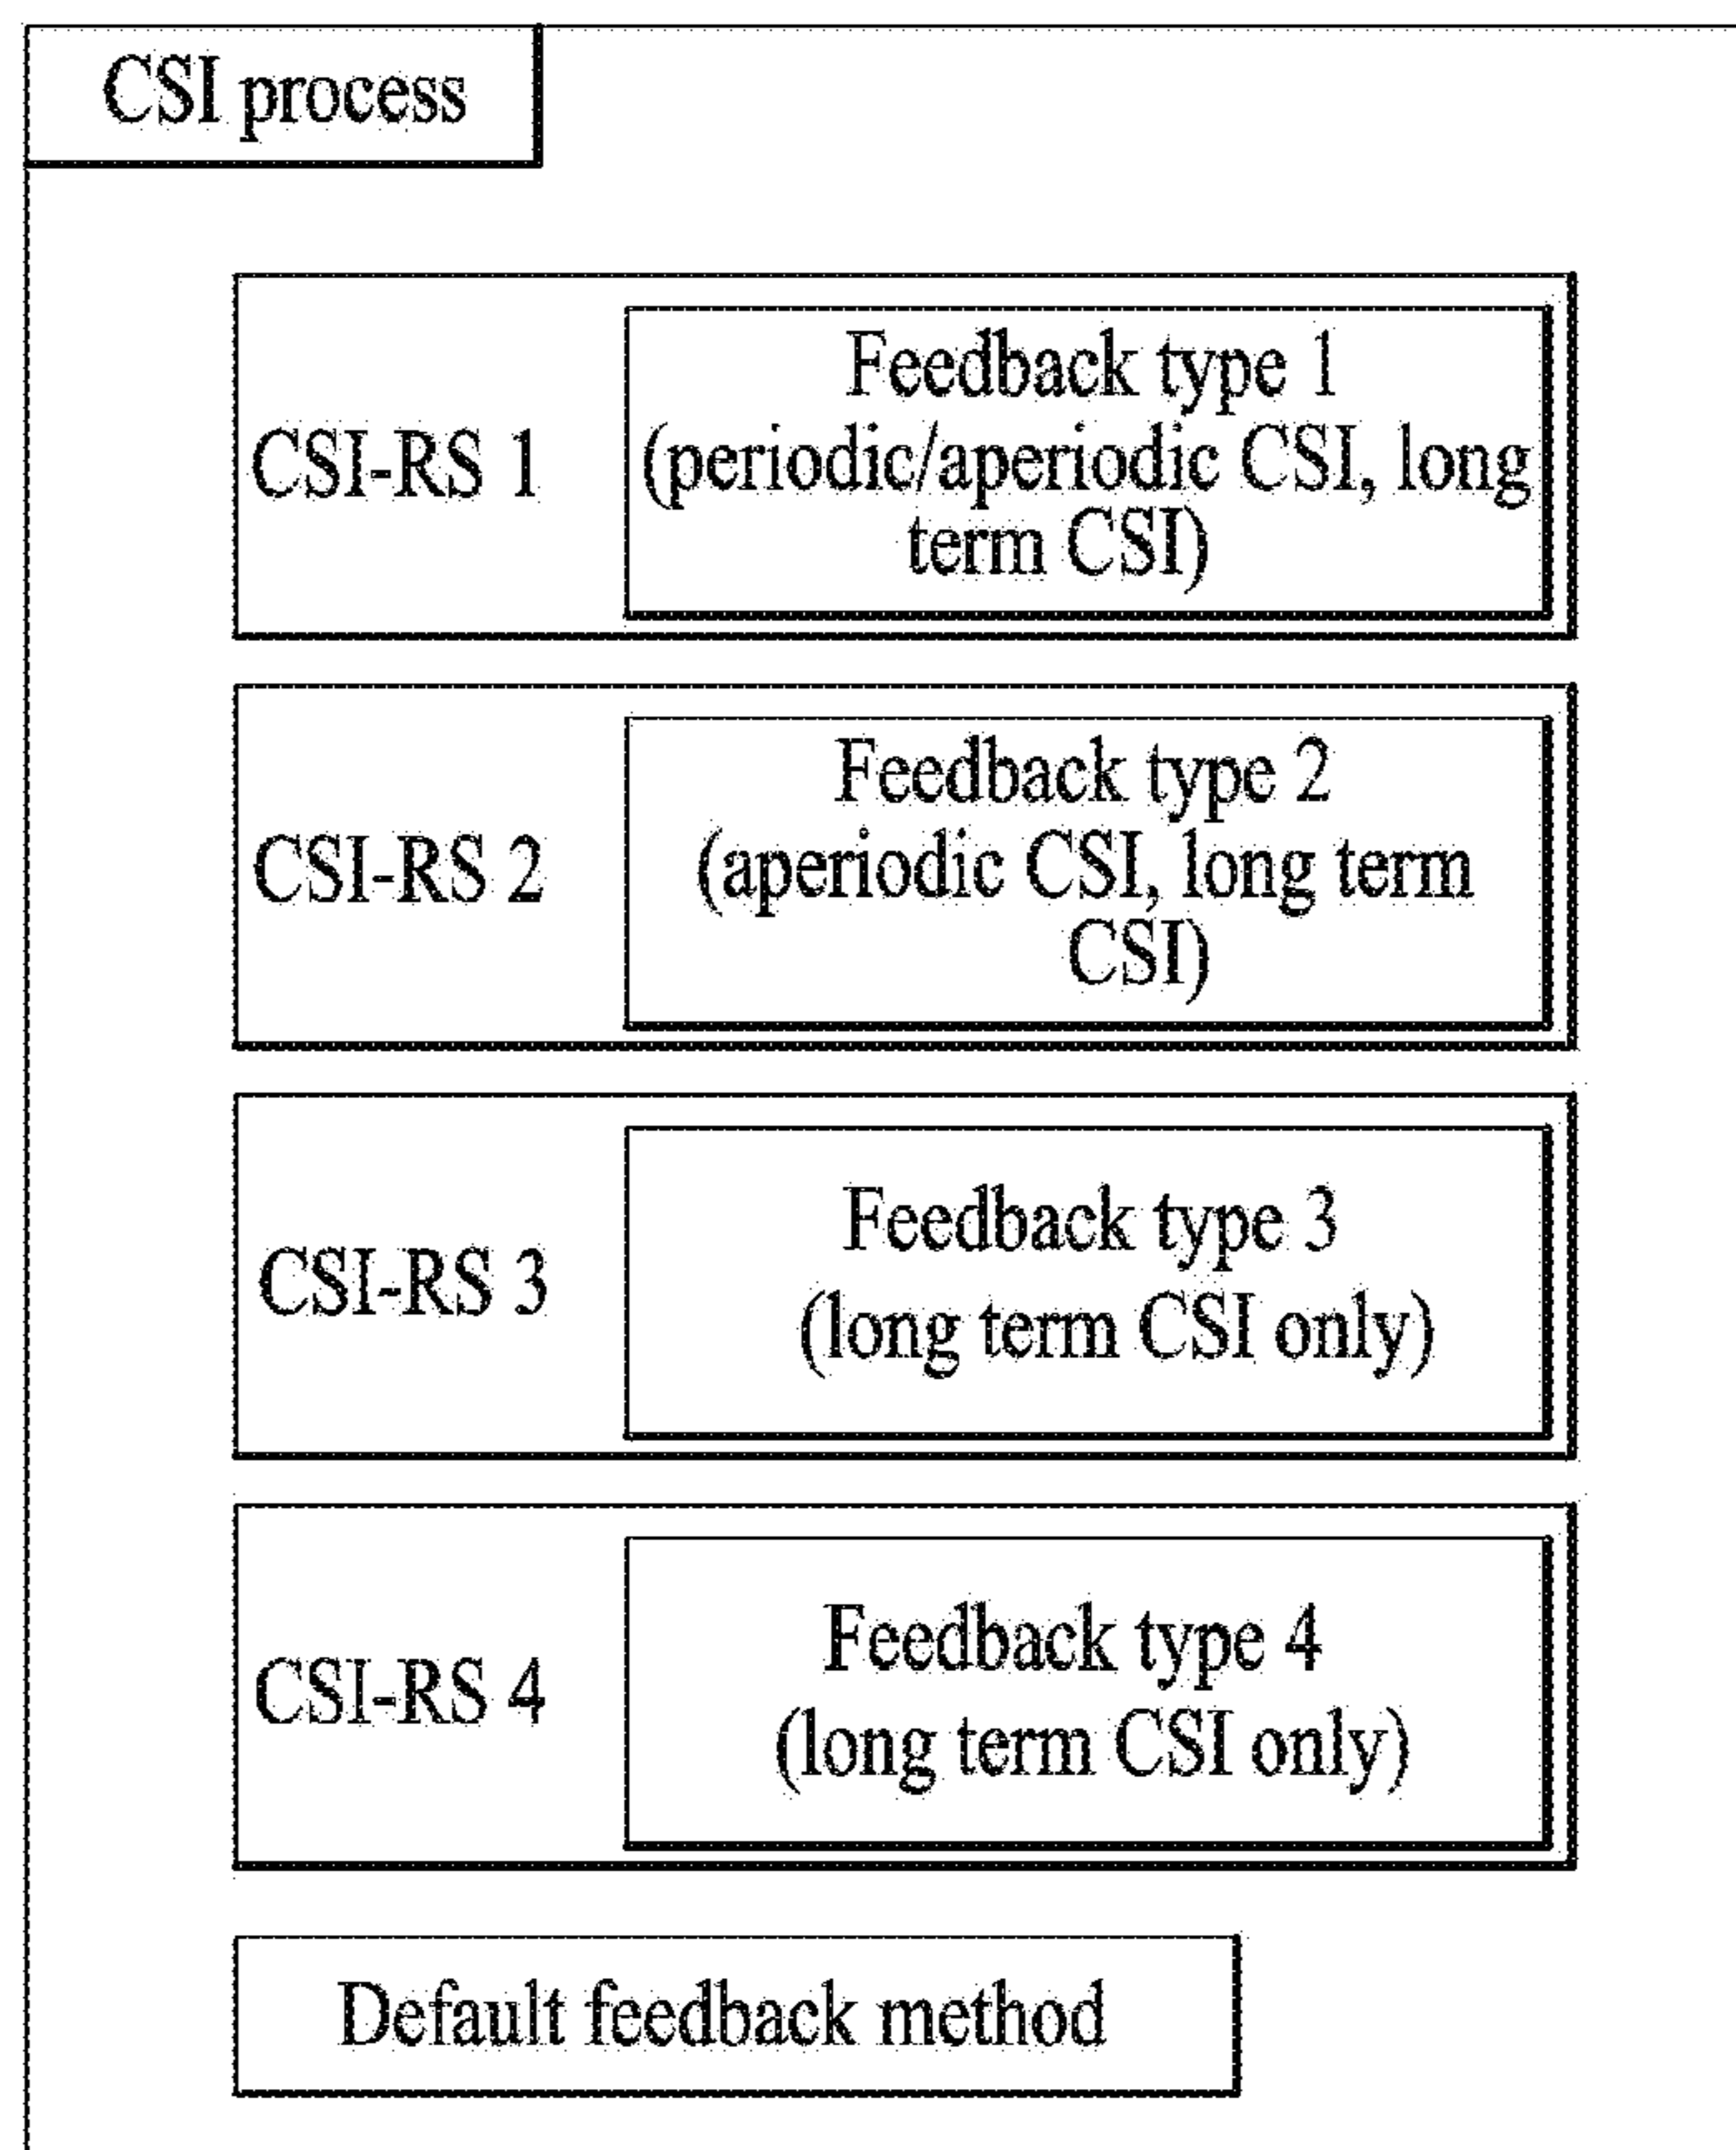 CSI process
CSI-RS 1
Feedback type 1
(periodic/aperiodic CSI, long
term CSI)
CSI-RS 2
Feedback type 2
(aperiodic CSI, long term
CSI)
CSI-RS 3
Feedback type 3
(long term CSI only)
CSI-RS 4
Feedback type 4
(long term CSI only)
Default feedback method